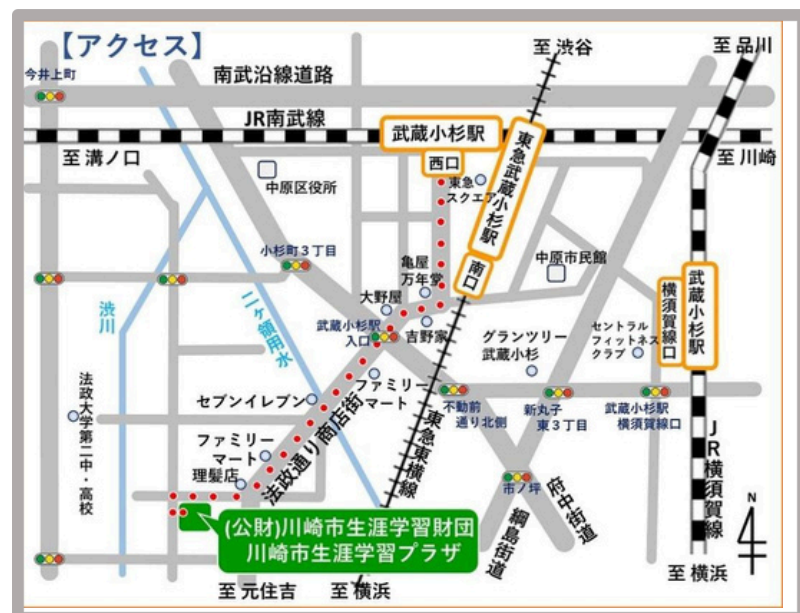 【アクセス】
至 渋谷
至 品川
今井上町
南武沿線道路
JR南武線
武蔵小杉駅
西口
東急武蔵小杉駅
至 溝ノ口
至 川崎
中原区役所
東急
スクエア
小杉町3丁目
亀屋
万年堂
南口
中原市民館
横須賀線口
武蔵小杉駅
大野屋
渋川
二ヶ領用水
武蔵小杉駅
入口
吉野家
グランツリー
武蔵小杉
セントラル
フィットネス
クラブ
ファミリー
マート
セブンイレブン
法政大学第二中・高校
法政通り商店街
東急東横線
不動前
通り北側
新丸子
東3丁目
武蔵小杉駅
横須賀線口
JR横須賀線
ファミリー
マート
理髪店
市ノ坪
府中街道
綱島街道
N
(公財)川崎市生涯学習財団
川崎市生涯学習プラザ
至 元住吉
至 横浜
至 横浜